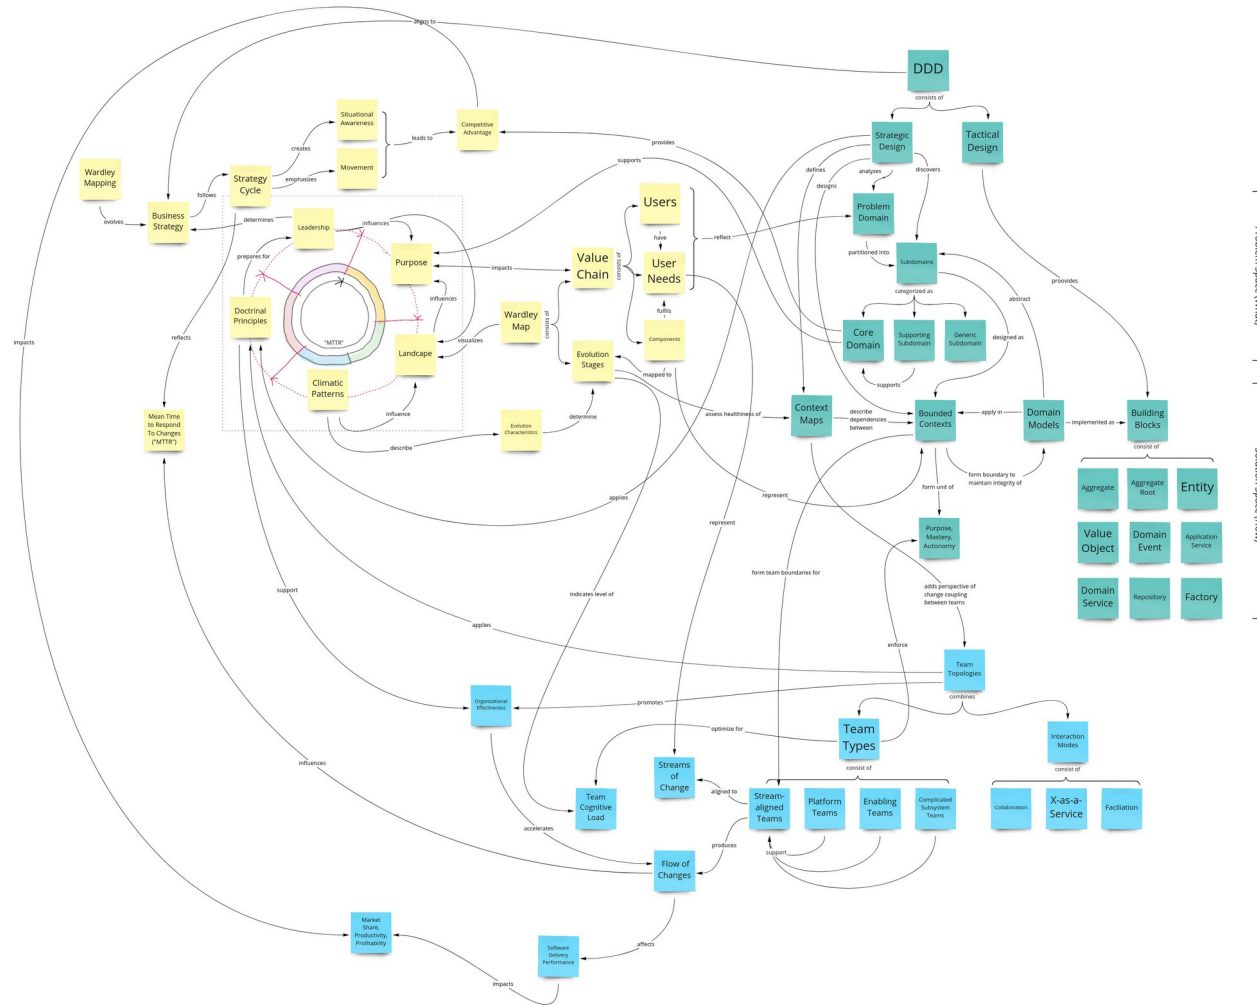 aligns to
DDD
consists of
Situational
Awareness
Competitive
Advantage
leads to
creates
emphasizes
Movement
Strategic
Design
Tactical
Design
provides
supports
defines
designs
analyzes
discovers
Wardley
Mapping
evolves
Business
Strategy
follows
Strategy
Cycle
determines
Leadership
influences
prepares for
Purpose
impacts
influences
Doctrinal
Principles
"MTTR"
Landcape
visualizes
Climatic
Patterns
influence
describe
Value
Chain
consists of
Users
have
User
Needs
fulfils
Components
reflect
Wardley
Map
consists of
Evolution
Stages
mapped to
Evolution
Characteristics
determine
Problem
Domain
partitioned into
Subdomains
categorized as
Core
Domain
Supporting
Subdomain
Generic
Subdomain
supports
designed as
abstract
proovides
impacts
reflects
Mean Time
to Respond
To Changes
("MTTR")
assess healthiness of
Context
Maps
describe
dependencies
between
Bounded
Contexts
apply in
Domain
Models
implemented as
Building
Blocks
consist of
form boundary to
maintain integrity of
form unit of
Aggregate
Aggregate
Root
Entity
Value
Object
Domain
Event
Application
Service
Domain
Service
Repository
Factory
applies
represent
represent
Purpose,
Mastery,
Autonomy
form team boundaries for
adds perspective of
change coupling
between teams
indicates level of
support
applies
enforce
Team
Topologies
combines
promotes
Organizational
Effectiveness
optimize for
Team
Types
consist of
Interaction
Modes
consist of
influences
Streams
of
Change
aligned to
Team
Cognitive
Load
Stream-
aligned
Teams
Platform
Teams
Enabling
Teams
Complicated
Subsystem
Teams
Collaboration
X-as-a-
Service
Faciliation
accelerates
produces
support
Flow of
Changes
Market
Share,
Productivity,
Profitability
affects
Software
Delivery
Performance
impacts